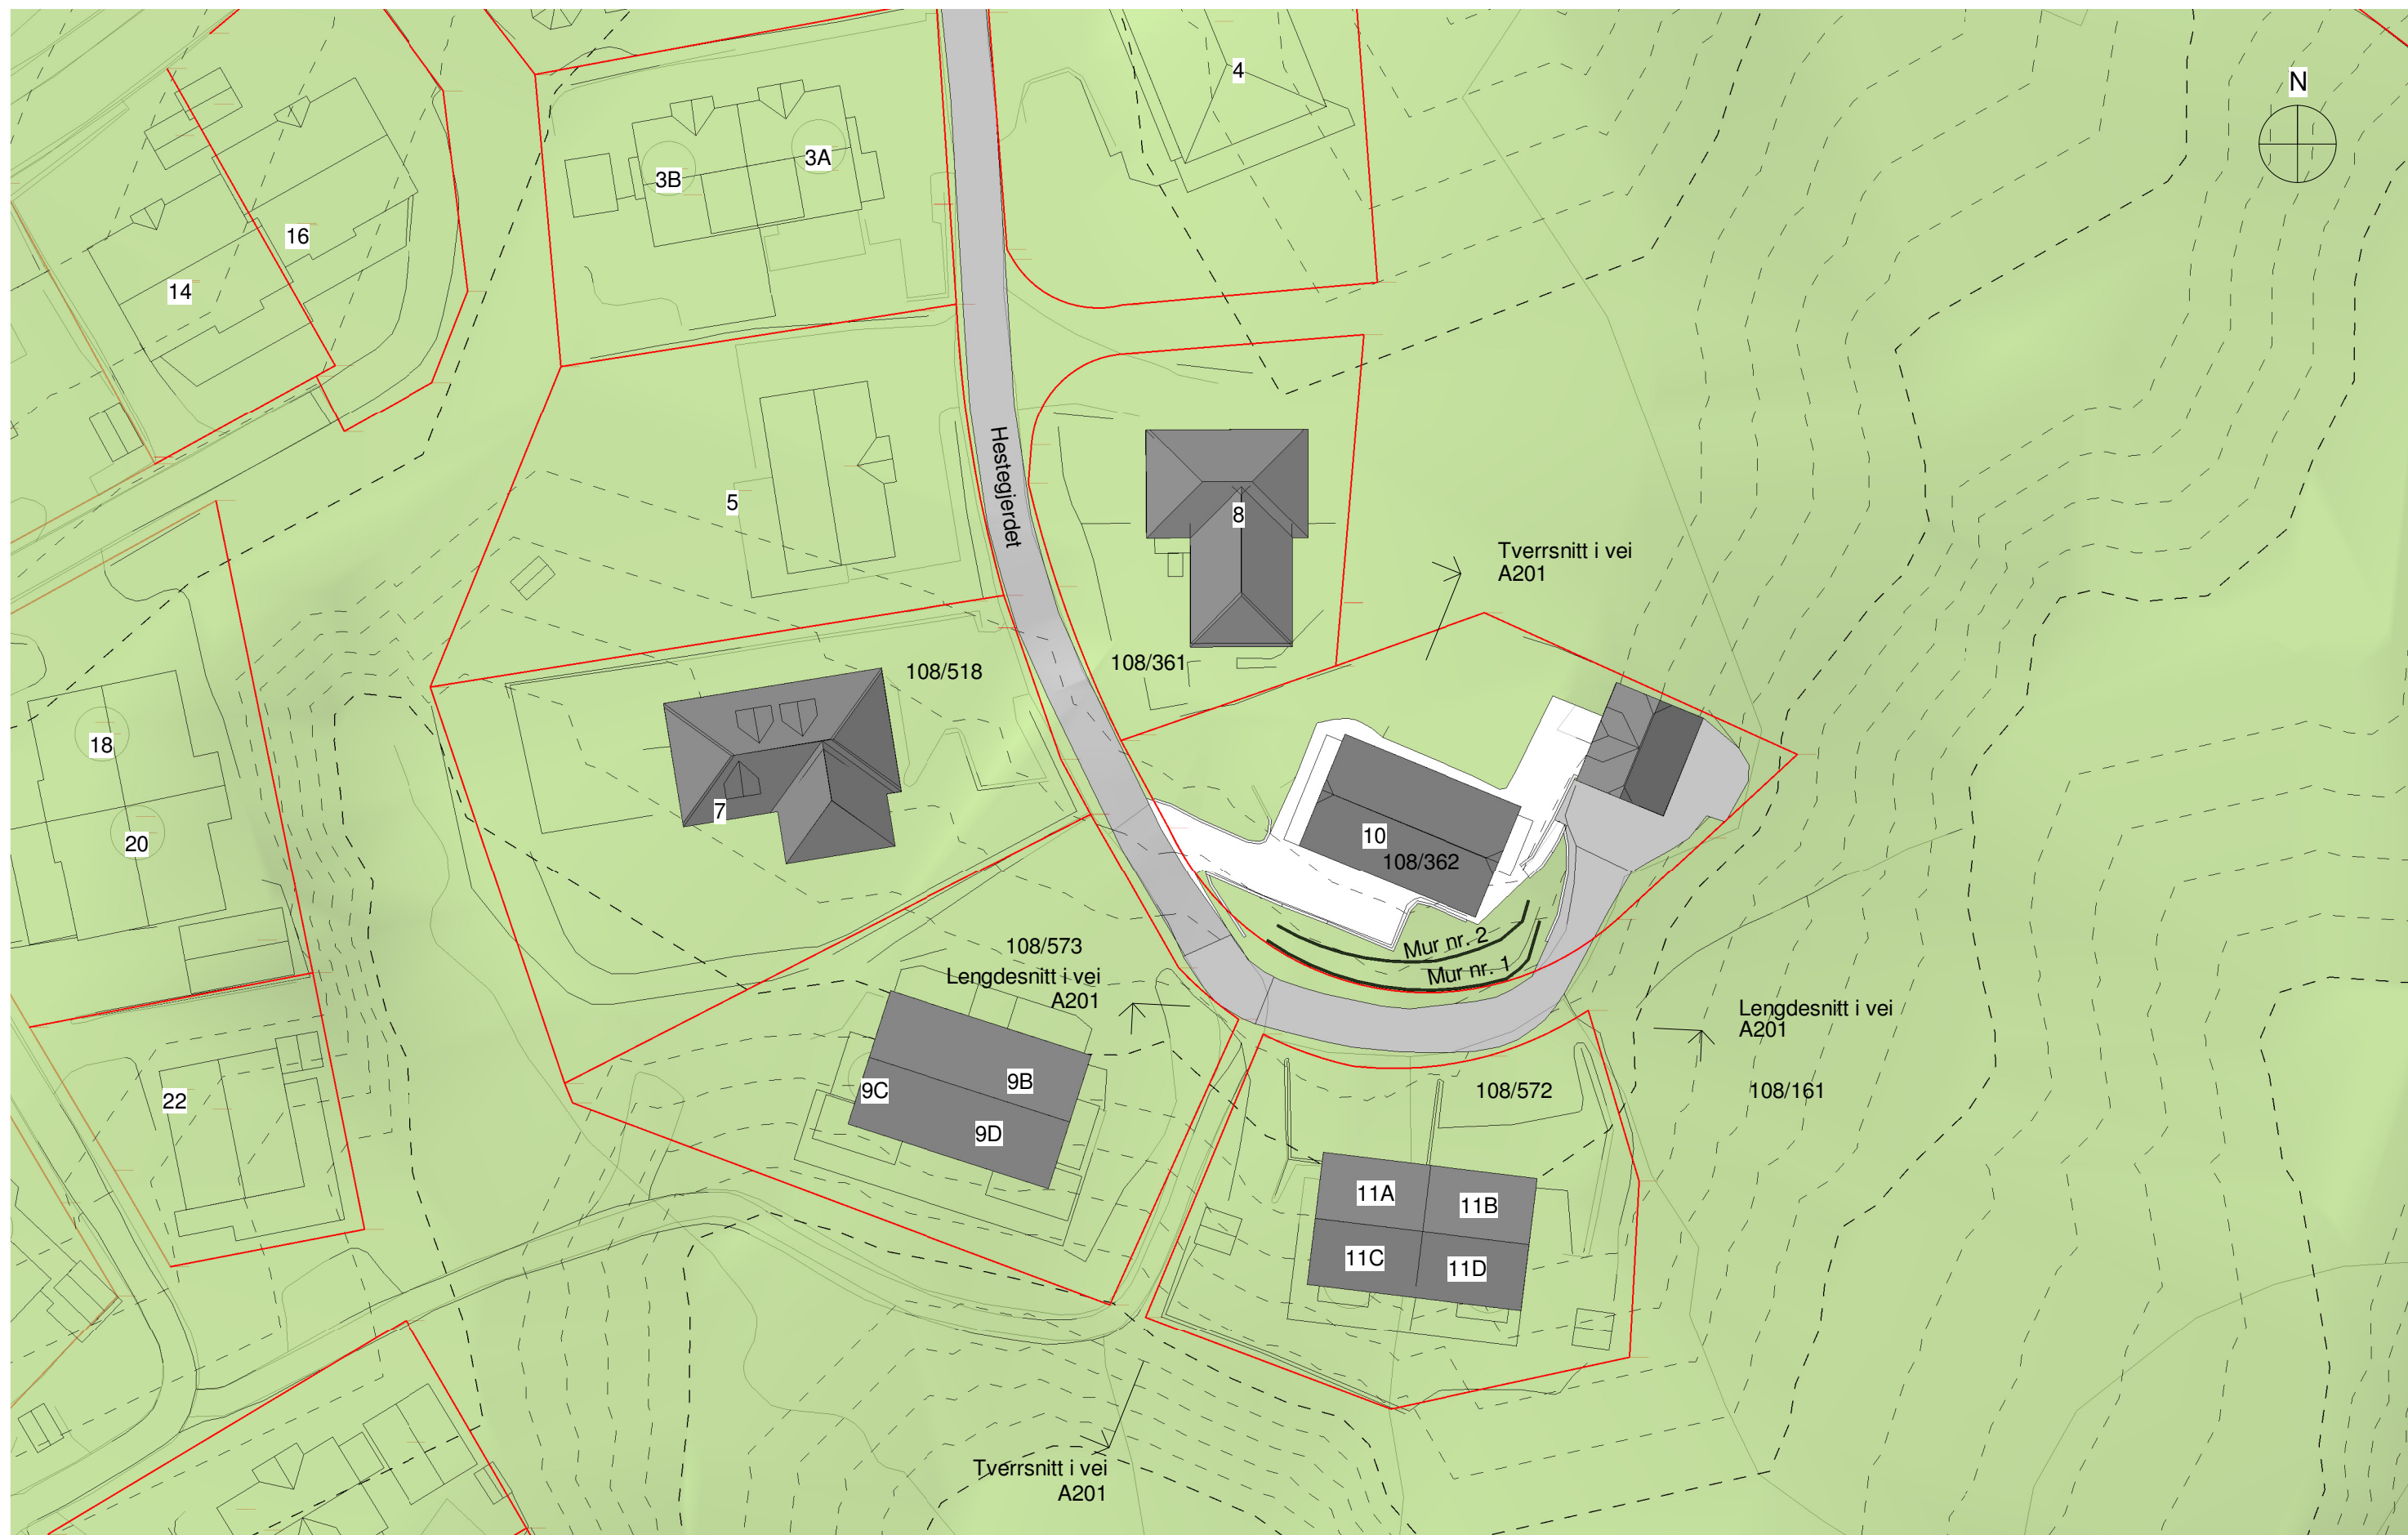 N
4
3A
3B
16
14
Hestegjerdet
5
8
Tverrsnitt i vei
A201
108/361
108/518
18
7
20
10
108/362
Mur nr. 2
Mur nr. 1
108/573
Lengdesnitt i vei
A201
Lengdesnitt i vei
A201
9B
9C
9D
22
108/572
108/161
11A
11B
11C
11D
Tverrsnitt i vei
A201